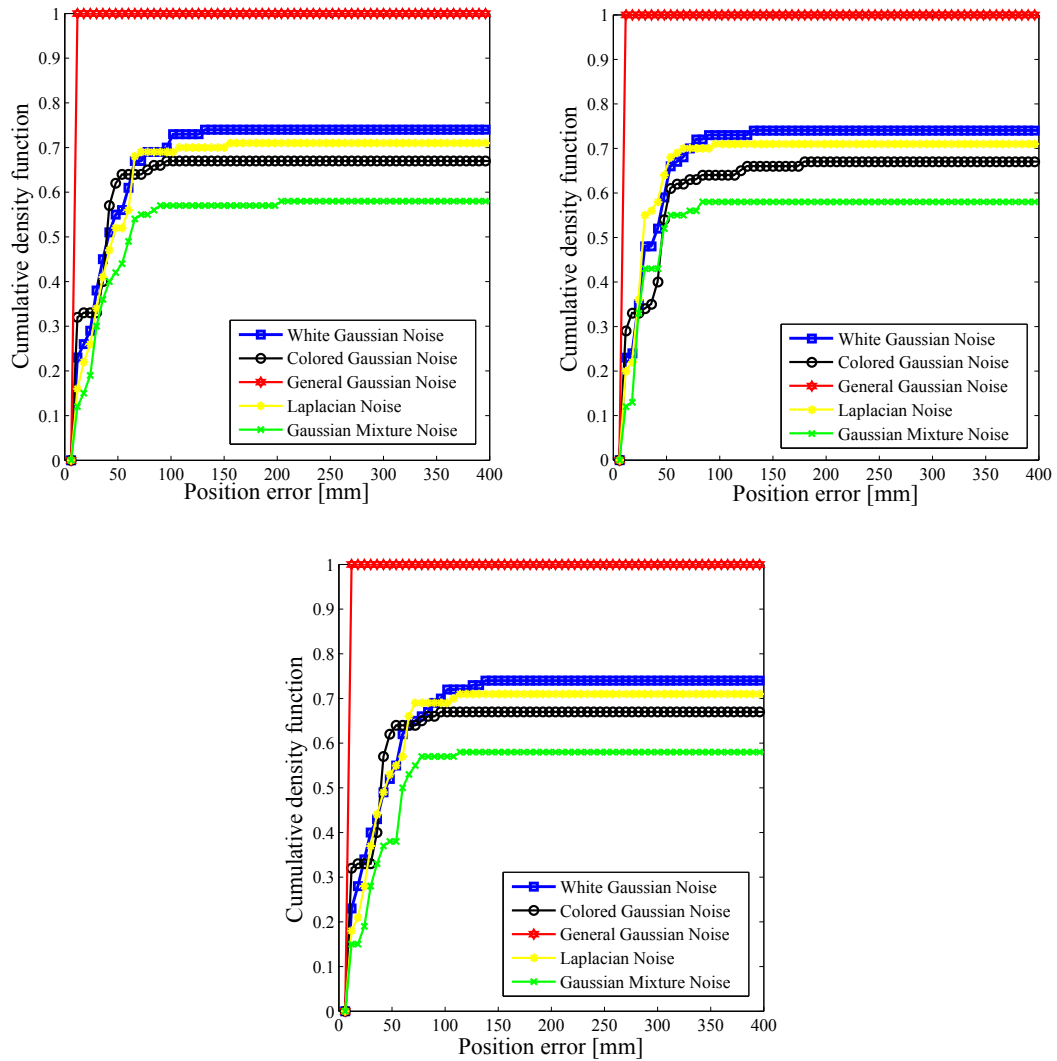 1
0.9
0.8
0.7
0.6
0.5
0.4
0.3
0.2
0.1
0
Cumulative density function
White Gaussian Noise
Colored Gaussian Noise
General Gaussian Noise
Laplacian Noise
Gaussian Mixture Noise
0 50 100 150 200 250 300 350 400
Position error [mm]
1
0.9
0.8
0.7
0.6
0.5
0.4
0.3
0.2
0.1
0
Cumulative density function
White Gaussian Noise
Colored Gaussian Noise
General Gaussian Noise
Laplacian Noise
Gaussian Mixture Noise
0 50 100 150 200 250 300 350 400
Position error [mm]
1
0.9
0.8
0.7
0.6
0.5
0.4
0.3
0.2
0.1
0
Cumulative density function
White Gaussian Noise
Colored Gaussian Noise
General Gaussian Noise
Laplacian Noise
Gaussian Mixture Noise
0 50 100 150 200 250 300 350 400
Position error [mm]